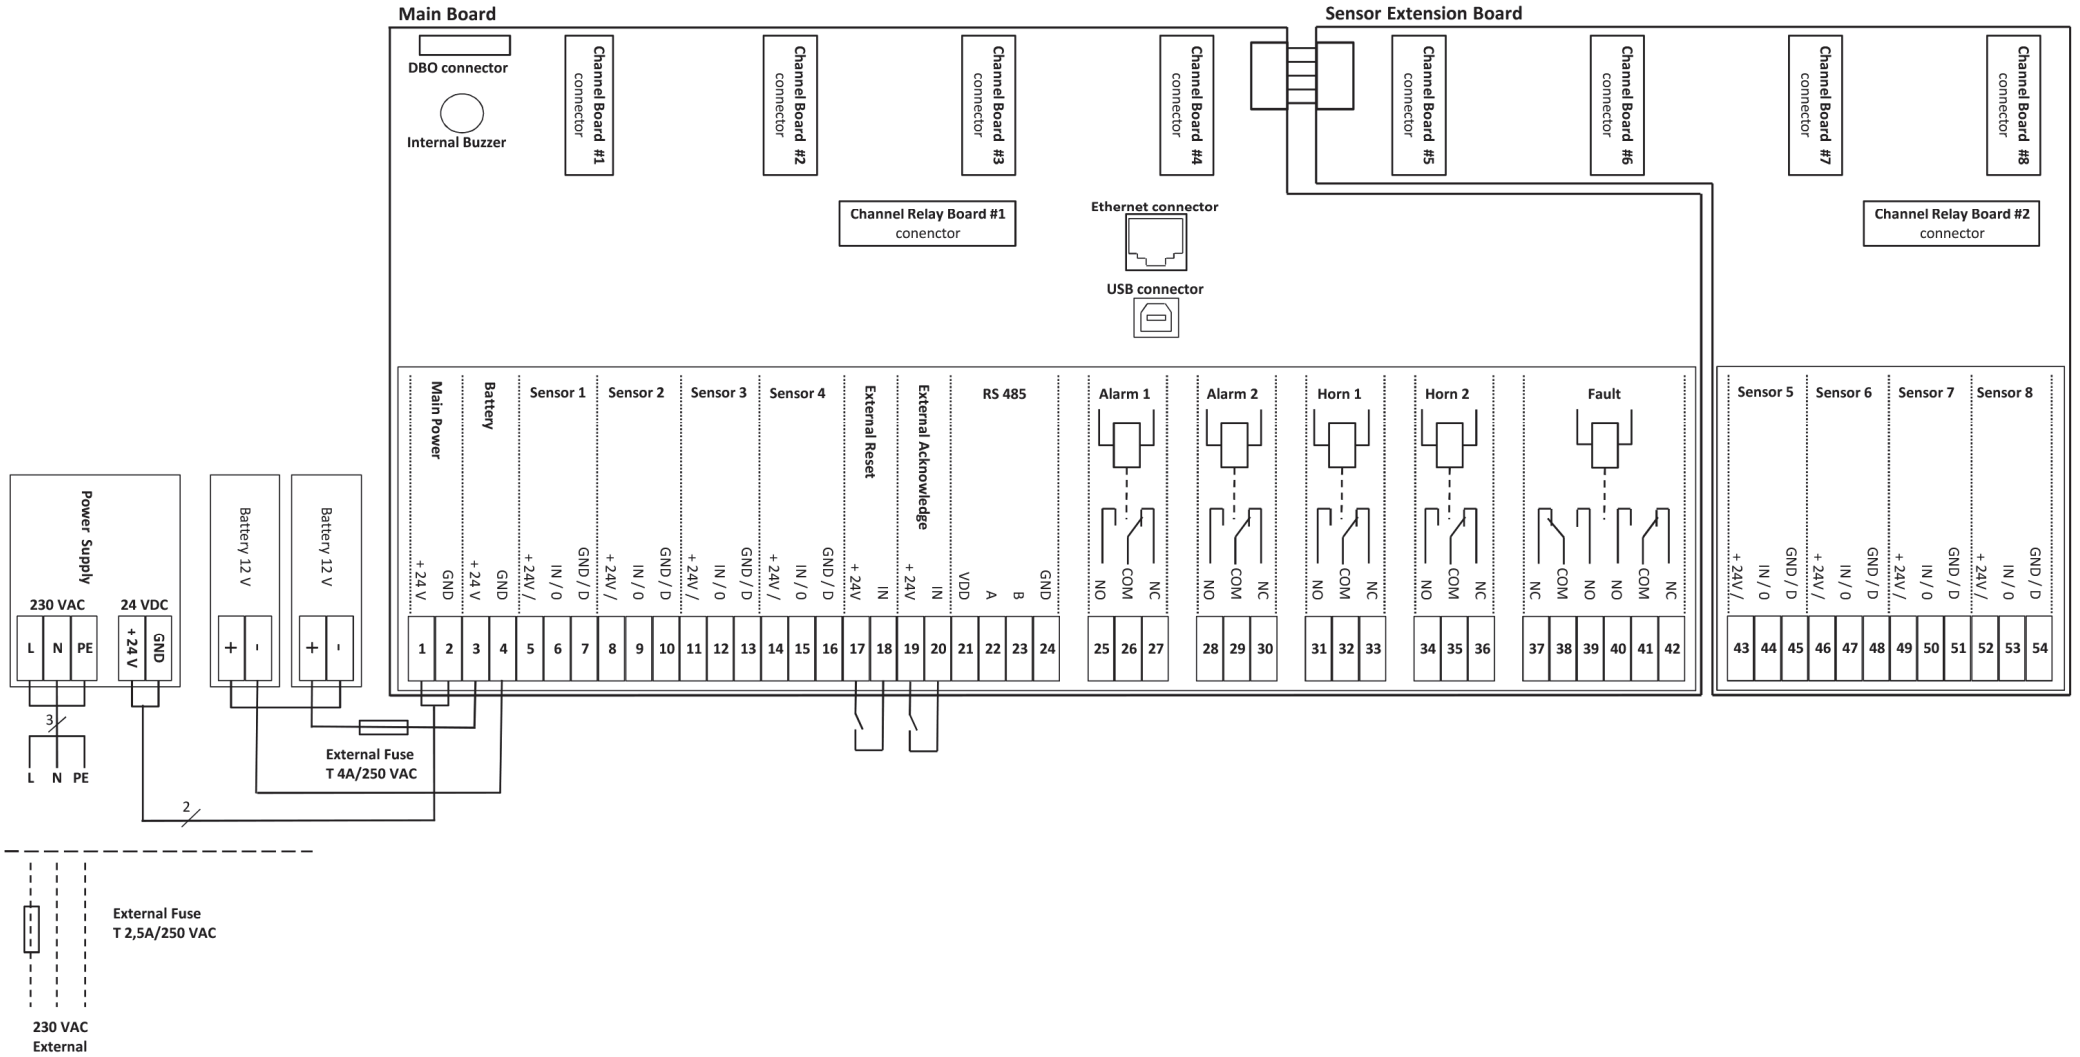 Main Board
Sensor Extension Board
DBO connector
Internal Buzzer
Channel Board #1
connector
Channel Board #2
connector
Channel Board #3
connector
Channel Board #4
connector
Channel Board #5
connector
Channel Board #6
connector
Channel Board #7
connector
Channel Board #8
connector
Channel Relay Board #1
conenctor
Ethernet connector
USB connector
Channel Relay Board #2
connector
Main Power
Battery
Sensor 1
Sensor 2
Sensor 3
Sensor 4
External Reset
External Acknowledge
RS 485
Alarm 1
Alarm 2
Horn 1
Horn 2
Fault
Sensor 5
Sensor 6
Sensor 7
Sensor 8
+ 24 V
GND
+ 24 V
GND
+ 24V /
IN / 0
GND / D
+ 24V /
IN / 0
GND / D
+ 24V /
IN / 0
GND / D
+ 24V /
IN / 0
GND / D
+ 24V
IN
+ 24V
IN
VDD
A
B
GND
NO
COM
NC
NO
COM
NC
NO
COM
NC
NO
COM
NC
NC
COM
NO
NO
COM
NC
+ 24V /
IN / 0
GND / D
+ 24V /
IN / 0
GND / D
+ 24V /
IN / 0
GND / D
+ 24V /
IN / 0
GND / D
1 2 3 4 5 6 7 8 9 10 11 12 13 14 15 16 17 18 19 20 21 22 23 24
25 26 27
28 29 30
31 32 33
34 35 36
37 38 39 40 41 42
43 44 45 46 47 48 49 50 51 52 53 54
Power Supply
230 VAC
24 VDC
L N PE
+ 24 V
GND
Battery 12 V
+ -
Battery 12 V
+ -
3
L N PE
External Fuse
T 4A/250 VAC
2
External Fuse
T 2,5A/250 VAC
230 VAC
External